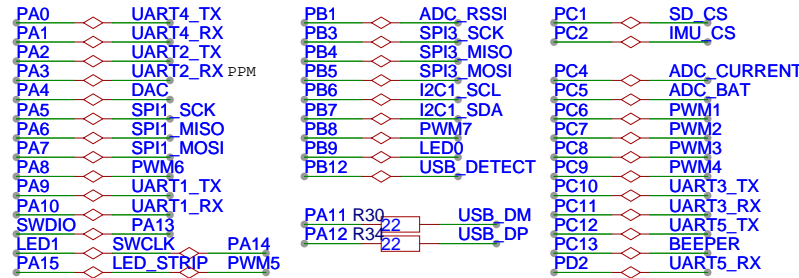 PA0 UART4_TX
PA1 UART4_RX
PA2 UART2_TX
PA3 UART2_RX PPM
PA4 DAC
PA5 SPI1_SCK
PA6 SPI1_MISO
PA7 SPI1_MOSI
PA8 PWM6
PA9 UART1_TX
PA10 UART1_RX
SWDIO PA13
LED1 SWCLK PA14
PA15 LED_STRIP PWM5
PB1 ADC_RSSI
PB3 SPI3_SCK
PB4 SPI3_MISO
PB5 SPI3_MOSI
PB6 I2C1_SCL
PB7 I2C1_SDA
PB8 PWM7
PB9 LED0
PB12 USB_DETECT
PA11 R30 22 USB_DM
PA12 R34 22 USB_DP
PC1 SD_CS
PC2 IMU_CS
PC4 ADC_CURRENT
PC5 ADC_BAT
PC6 PWM1
PC7 PWM2
PC8 PWM3
PC9 PWM4
PC10 UART3_TX
PC11 UART3_RX
PC12 UART5_TX
PC13 BEEPER
PD2 UART5_RX